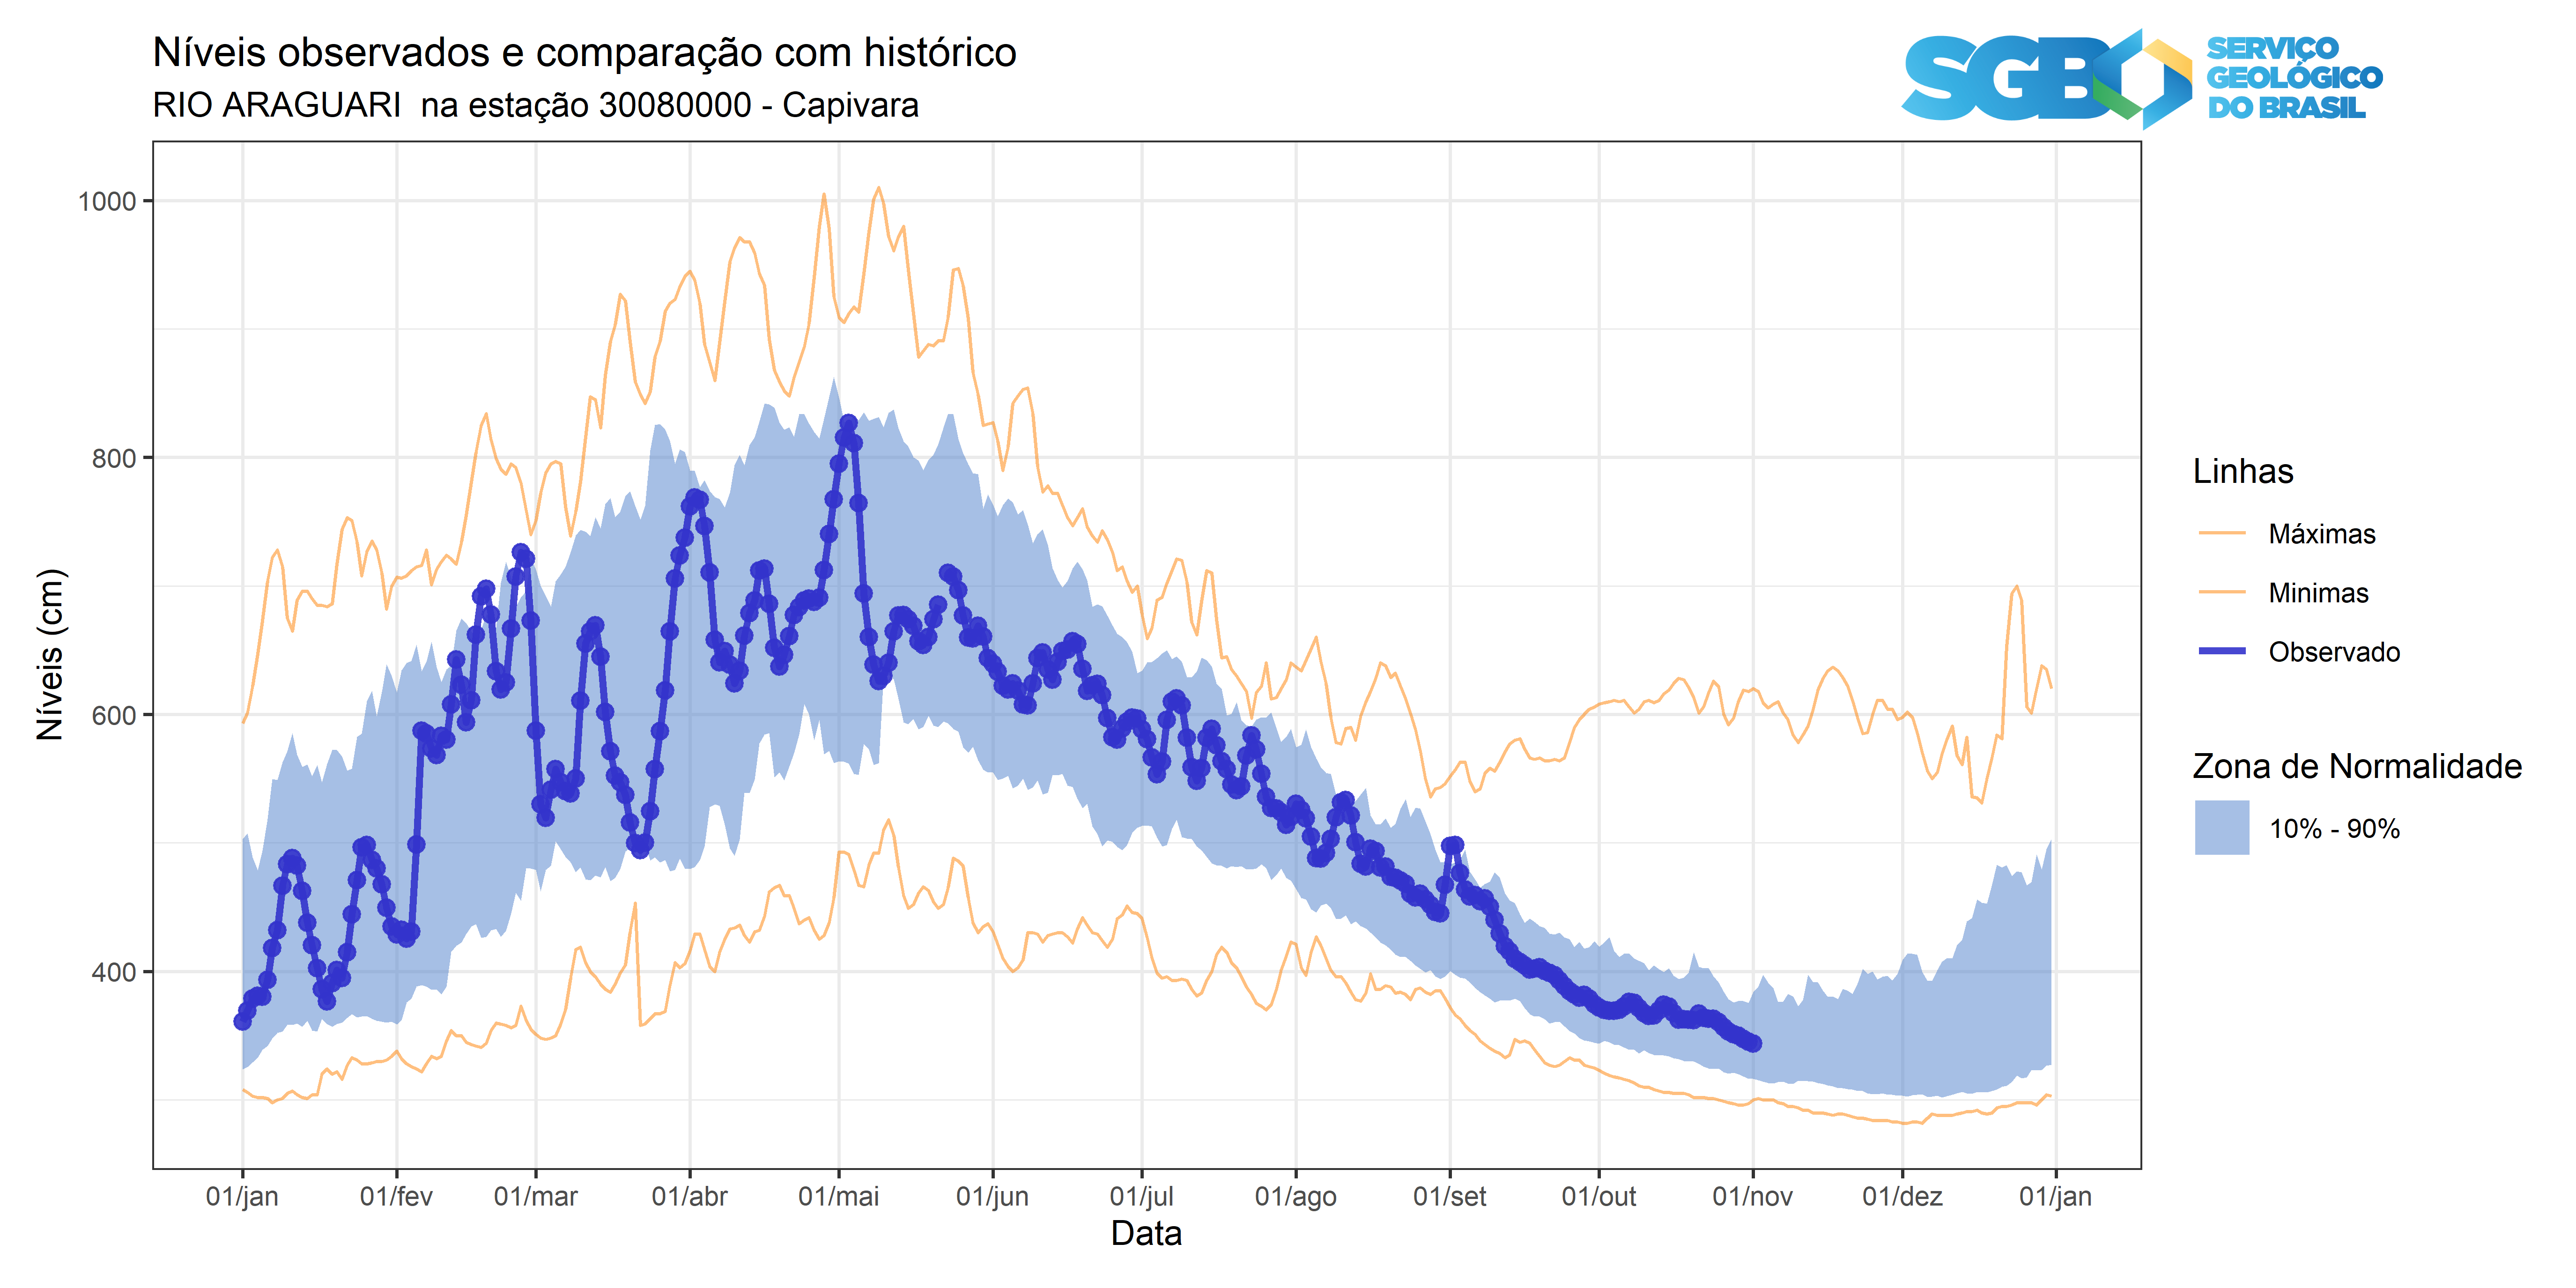 Níveis observados e comparação com histórico
RIO ARAGUARI  na estação 30080000 - Capivara
SGB
SERVIÇO
GEOLÓGICO
DO BRASIL
1000
800
600
400
Níveis (cm)
01/jan
01/fev
01/mar
01/abr
01/mai
01/jun
01/jul
01/ago
01/set
01/out
01/nov
01/dez
01/jan
Data
Linhas
Máximas
Minimas
Observado
Zona de Normalidade
10% - 90%